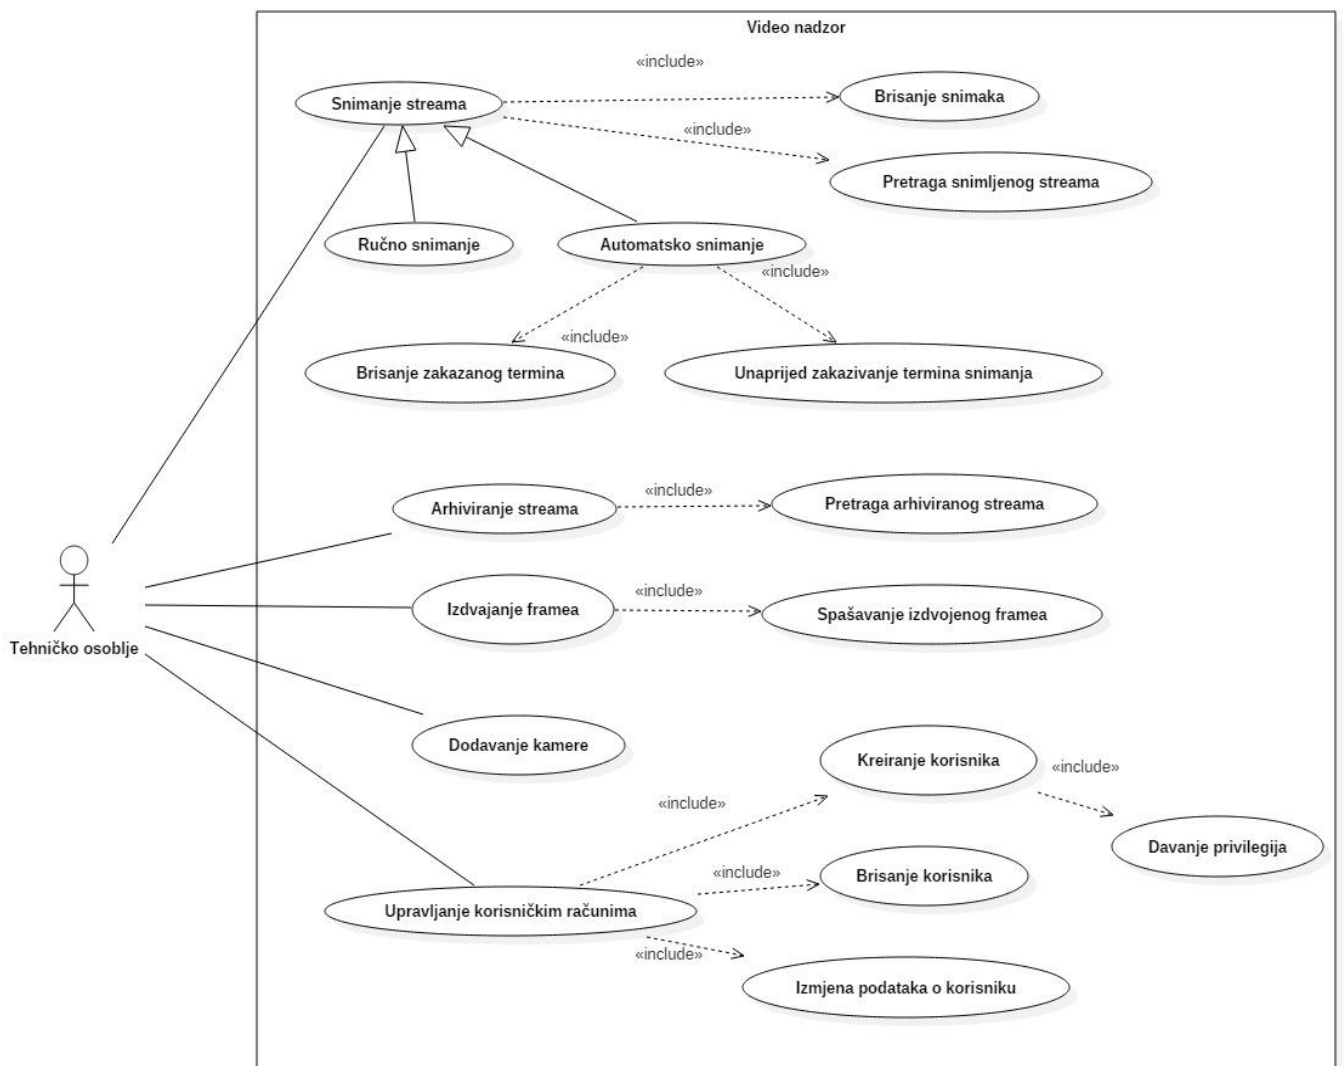 Video nadzor
«include»
Snimanje streama
Brisanje snimaka
«include»
Pretraga snimljenog streama
Ručno snimanje
Automatsko snimanje
«include»
«include»
Brisanje zakazanog termina
Unaprijed zakazivanje termina snimanja
Arhiviranje streama
«include»
Pretraga arhiviranog streama
Izdvajanje framea
«include»
Spašavanje izdvojenog framea
Tehničko osoblje
Dodavanje kamere
Kreiranje korisnika
«include»
«include»
Davanje privilegija
«include»
Brisanje korisnika
Upravljanje korisničkim računima
«include»
Izmjena podataka o korisniku